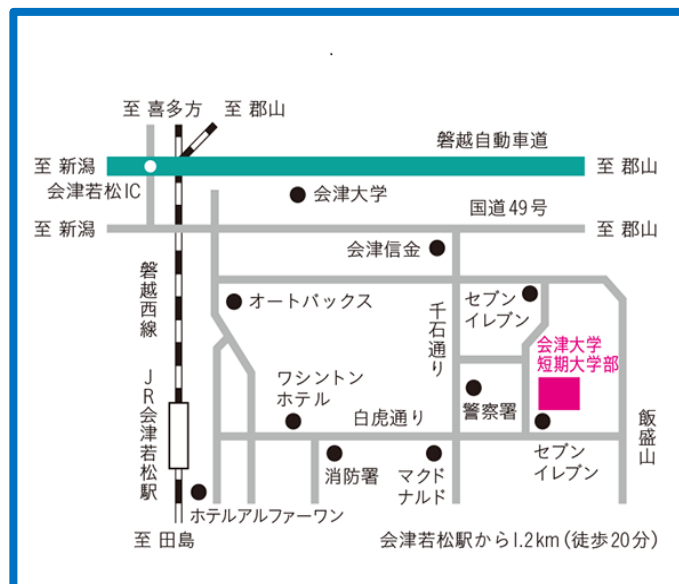 至 喜多方
至 郡山
磐越自動車道
至 新潟
至 郡山
会津若松IC
会津大学
国道49号
至 新潟
至 郡山
会津信金
磐越西線
オートバックス
千石通り
セブン
イレブン
会津大学
短期大学部
ワシントン
ホテル
白虎通り
警察署
飯盛山
JR会津若松駅
消防署
マクド
ナルド
セブン
イレブン
ホテルアルファーワン
至 田島
会津若松駅から1.2km(徒歩20分)